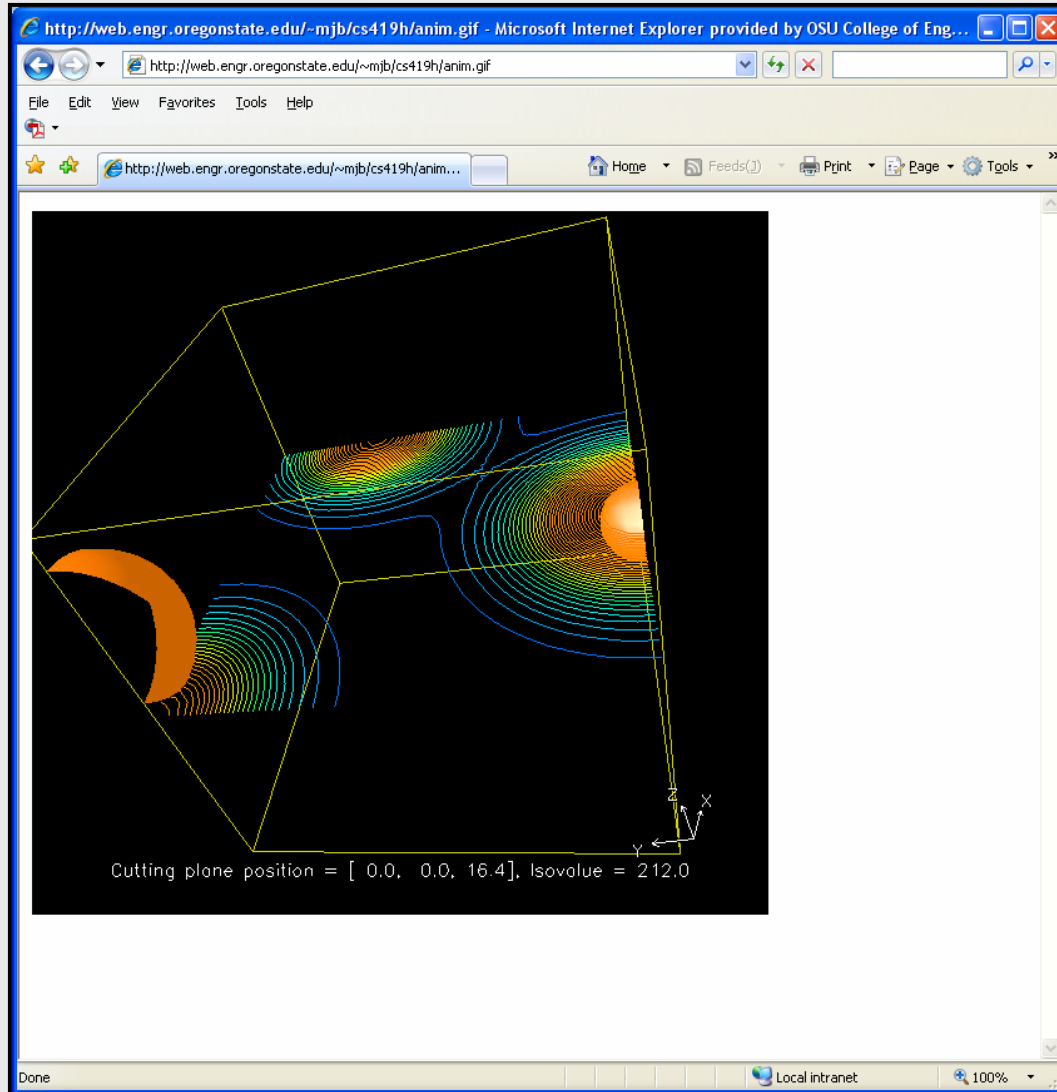 http://web.engr.oregonstate.edu/~mjb/cs419h/anim.gif - Microsoft Internet Explorer provided by OSU College of Eng...
http://web.engr.oregonstate.edu/~mjb/cs419h/anim.gif
File Edit View Favorites Tools Help
http://web.engr.oregonstate.edu/~mjb/cs419h/anim... Home Feeds(J) Print Page Tools »
Z X
Y
Cutting plane position = [ 0.0, 0.0, 16.4], Isovalue = 212.0
Done Local intranet 100%